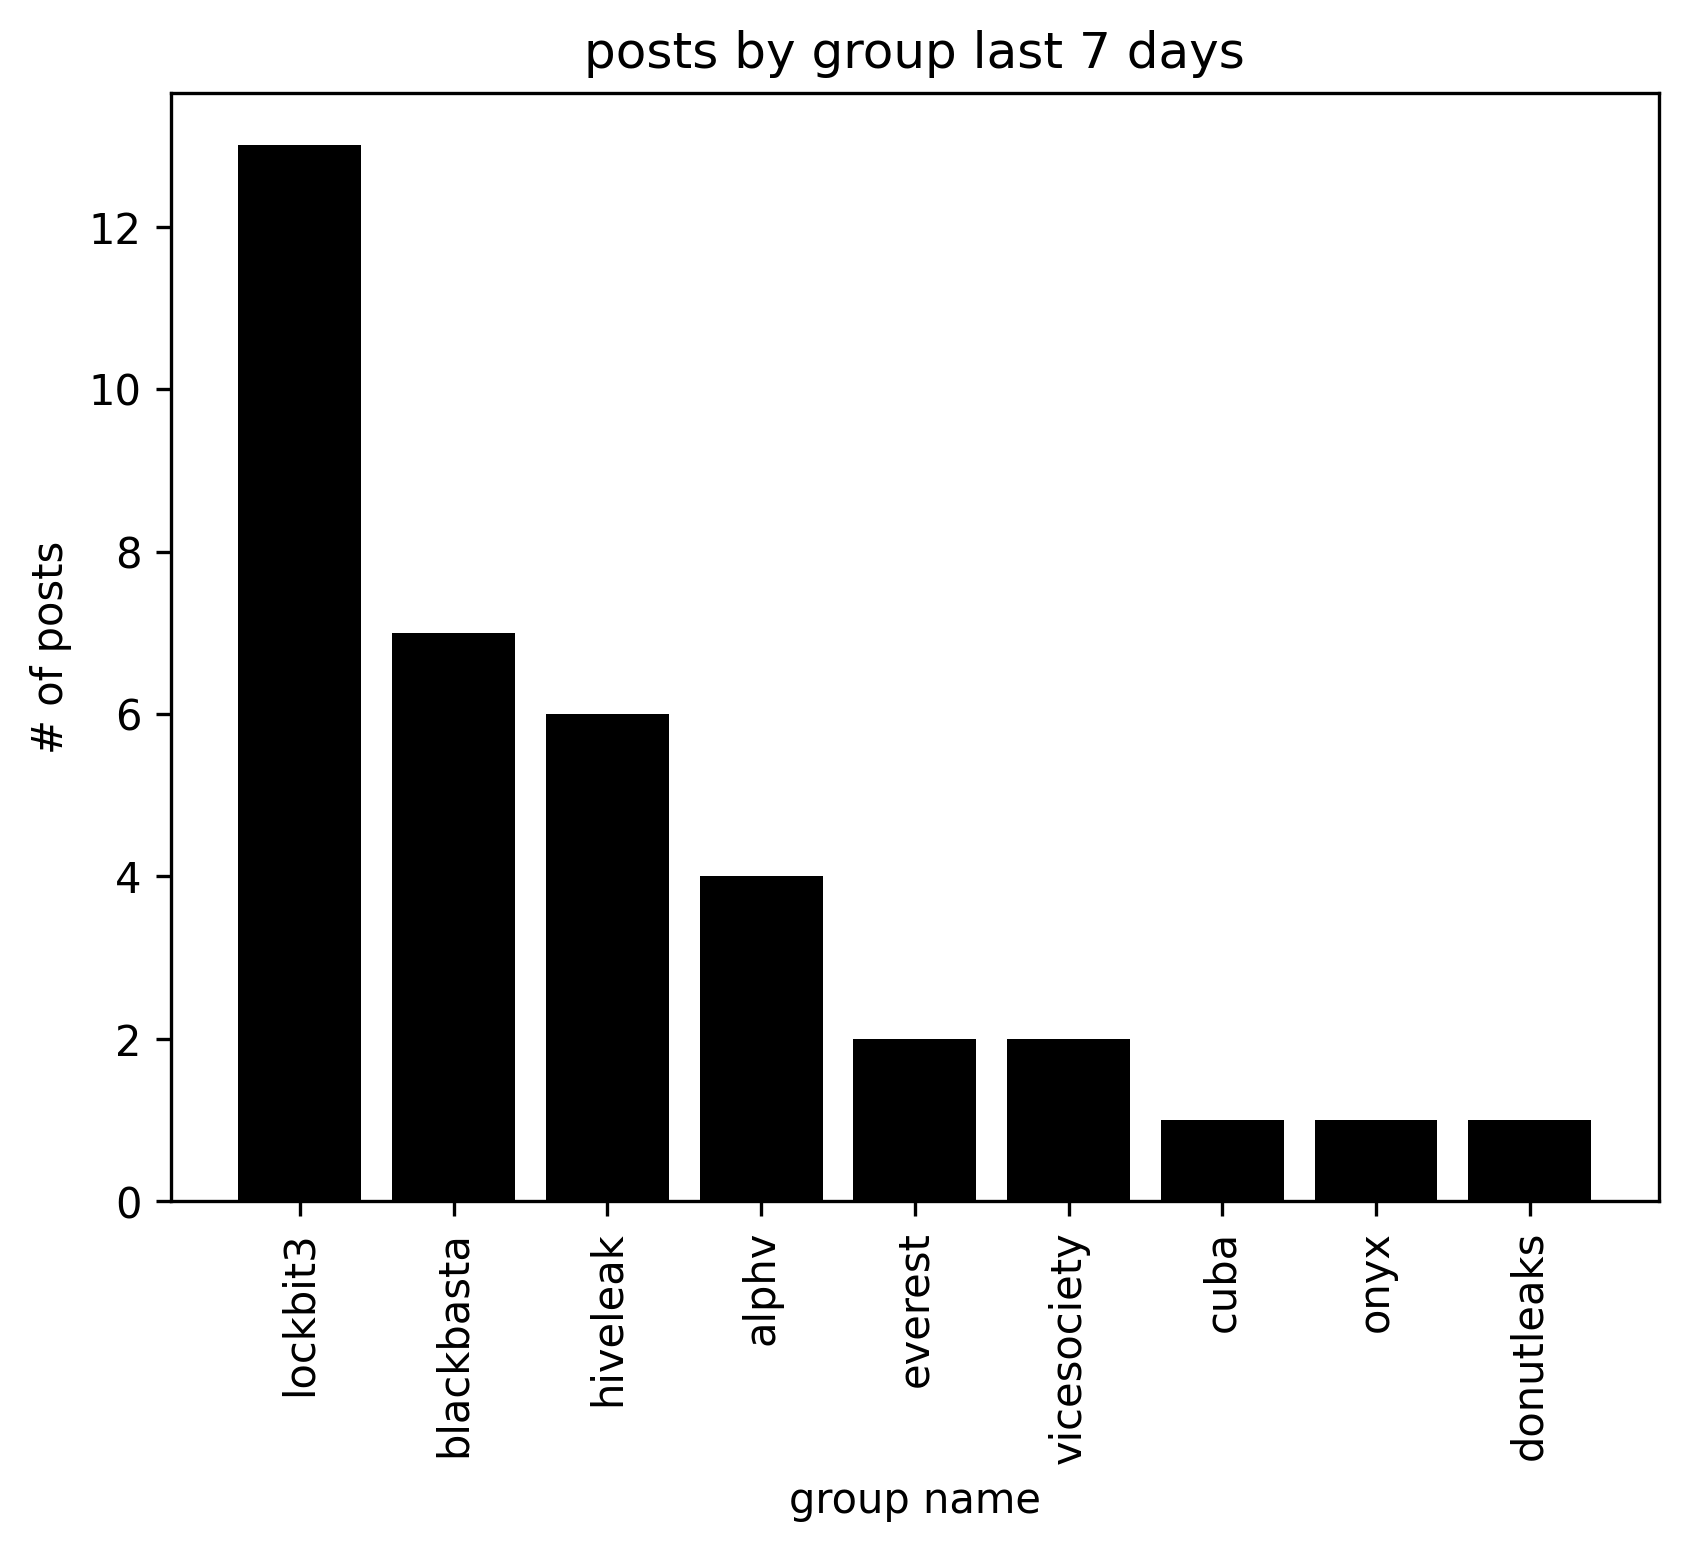 posts by group last 7 days
12
10
8
6
4
2
0
# of posts
lockbit3
blackbasta
hiveleak
alphv
everest
vicesociety
cuba
onyx
donutleaks
group name